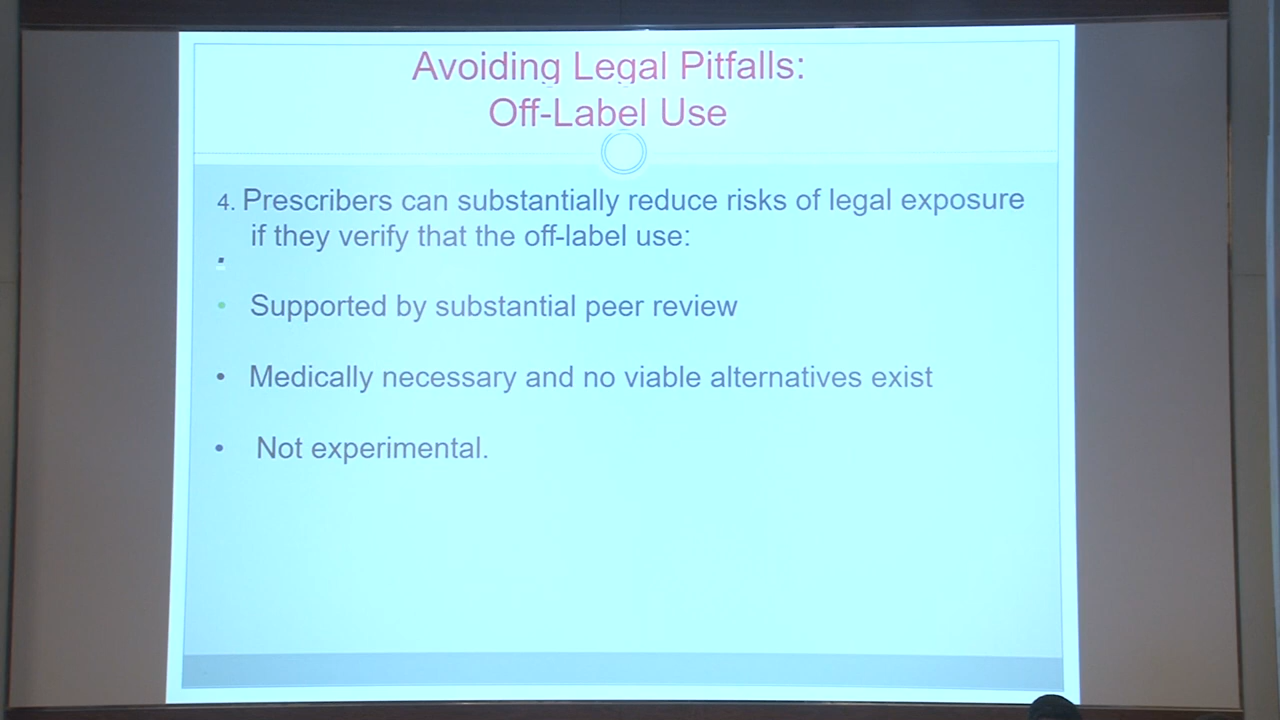 Avoiding Legal Pitfalls:
Off-Label Use
4. Prescribers can substantially reduce risks of legal exposure
if they verify that the off-label use:
• Supported by substantial peer review
• Medically necessary and no viable alternatives exist
• Not experimental.